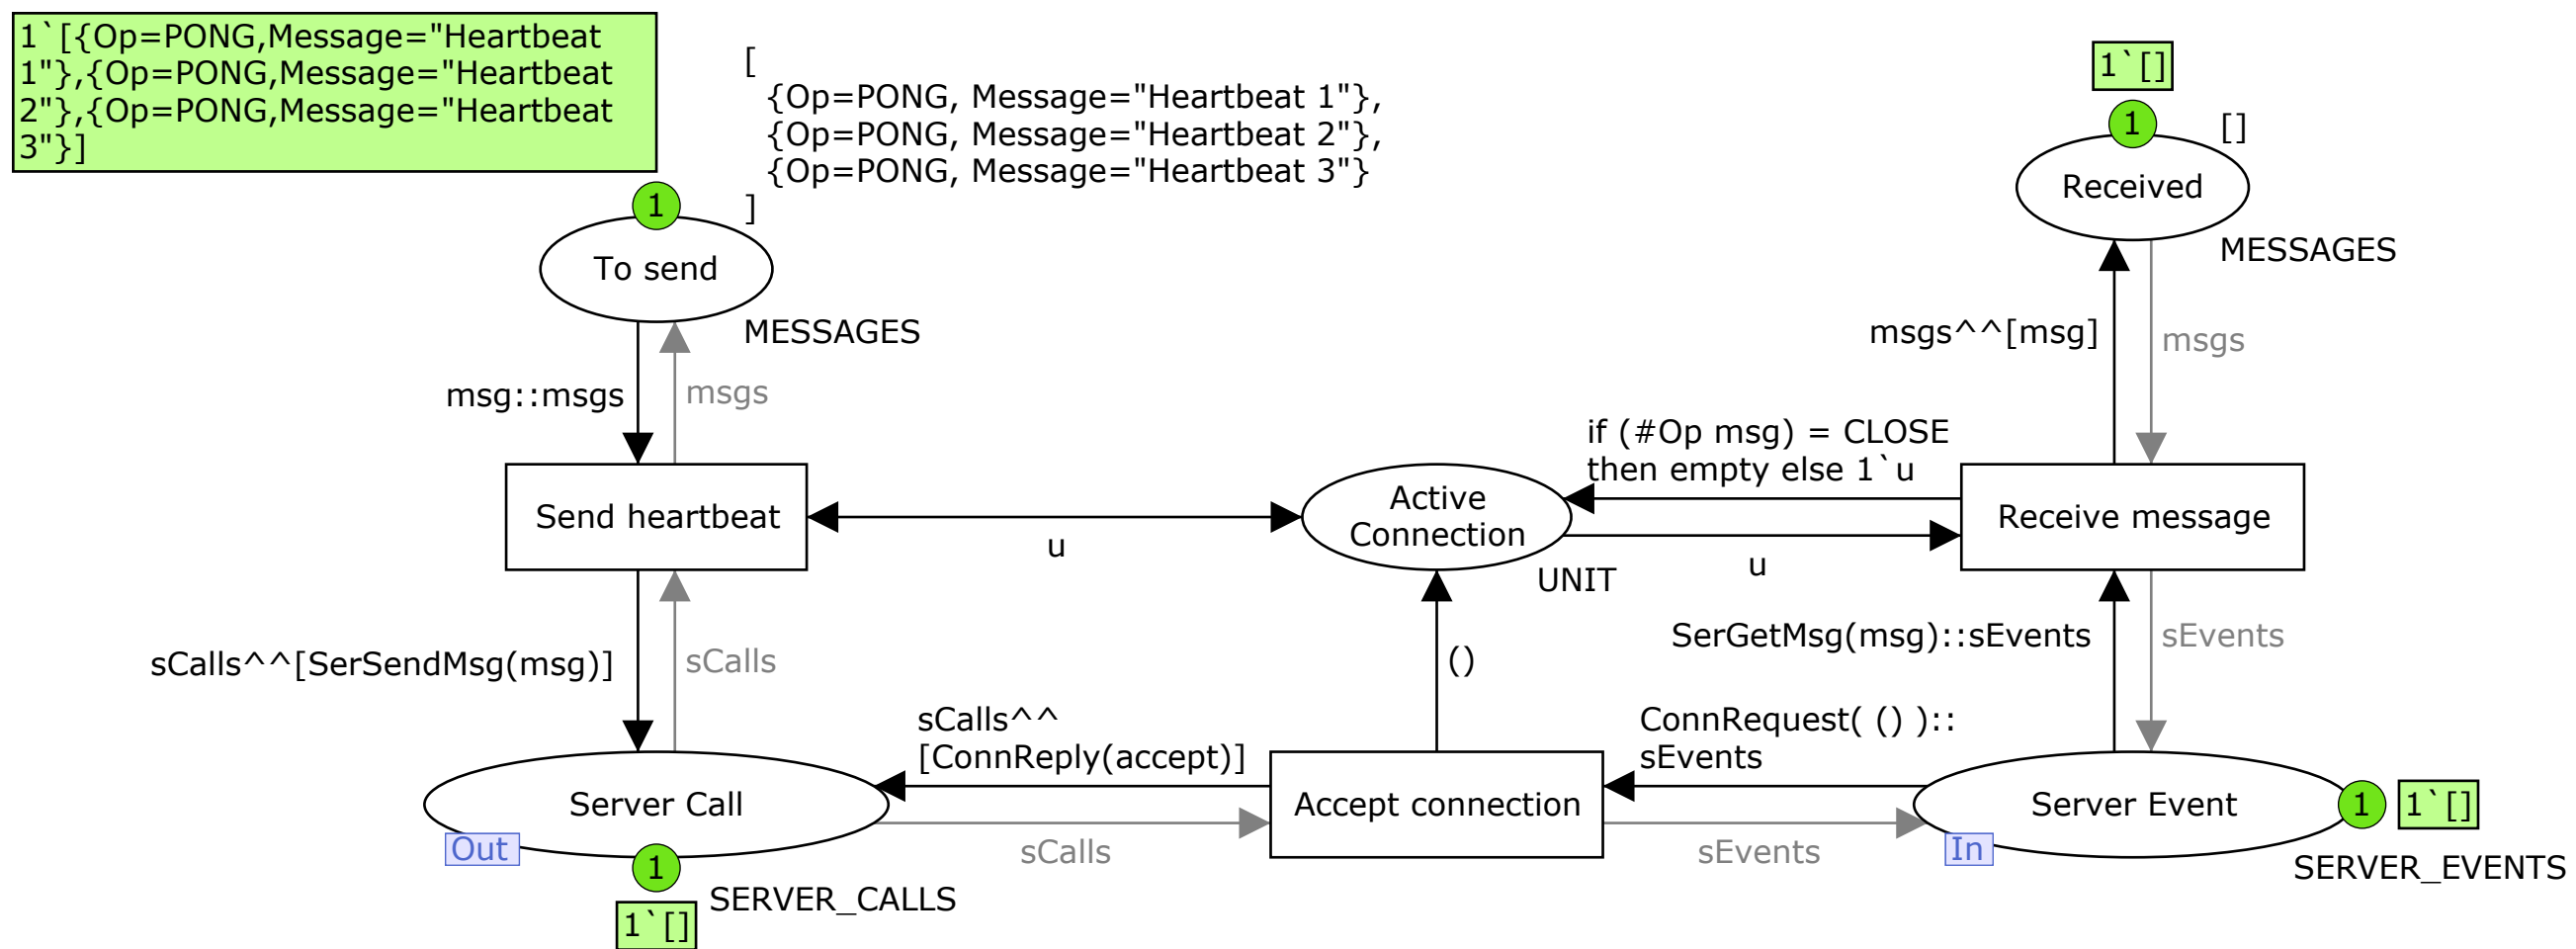 1`[{Op=PONG,Message="Heartbeat
1"},{Op=PONG,Message="Heartbeat
2"},{Op=PONG,Message="Heartbeat
3"}]
[
{Op=PONG, Message="Heartbeat 1"},
{Op=PONG, Message="Heartbeat 2"},
{Op=PONG, Message="Heartbeat 3"}
]
1
To send
MESSAGES
1`[]
1
[]
Received
MESSAGES
msg::msgs
msgs
msgs^^[msg]
msgs
if (#Op msg) = CLOSE
then empty else 1`u
Send heartbeat
u
Active
Connection
UNIT
u
Receive message
sCalls^^[SerSendMsg(msg)]
sCalls
()
SerGetMsg(msg)::sEvents
sEvents
sCalls^^
[ConnReply(accept)]
ConnRequest( () )::
sEvents
Server Call
Out
1
SERVER_CALLS
1`[]
sCalls
Accept connection
sEvents
Server Event
In
1
1`[]
SERVER_EVENTS